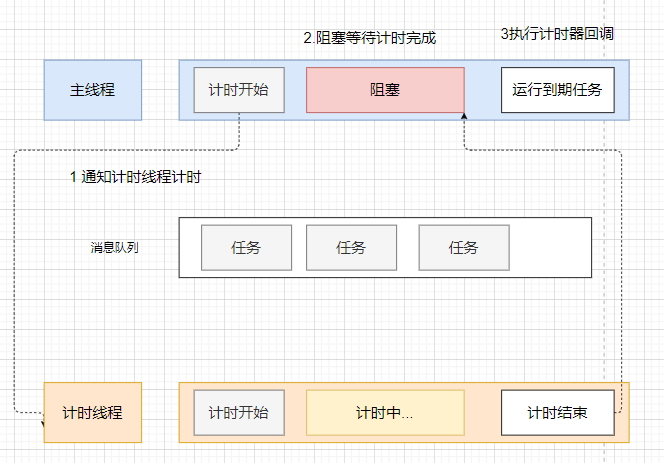 2.阻塞等待计时完成
3执行计时器回调
主线程
计时开始
阻塞
运行到期任务
1 通知计时线程计时
消息队列
任务
任务
任务
计时线程
计时开始
计时中...
计时结束